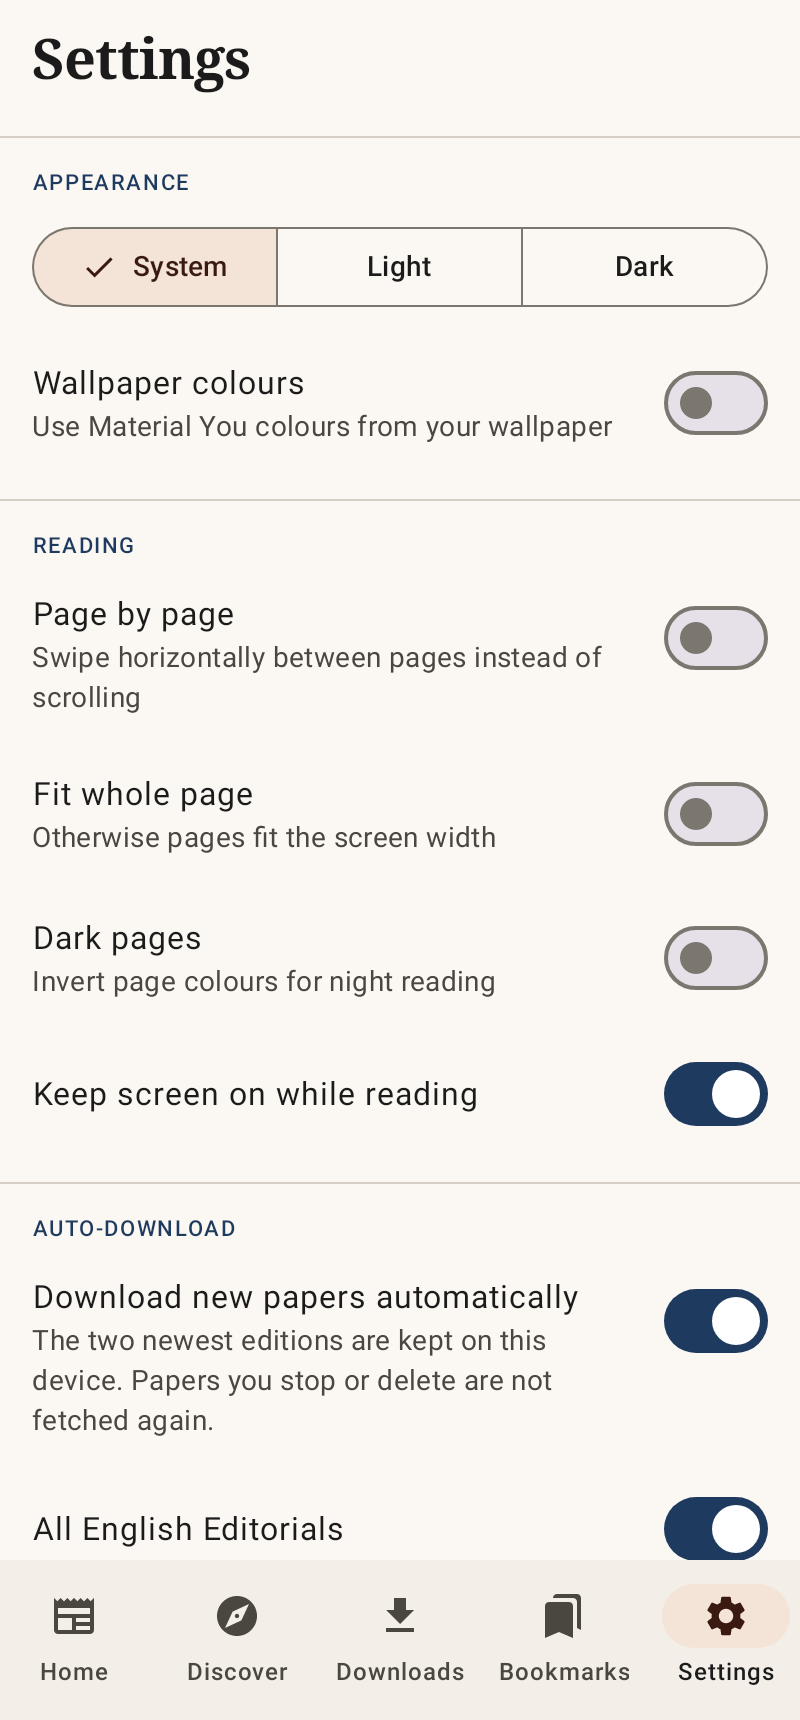 Settings
APPEARANCE
System
Light
Dark
Wallpaper colours
Use Material You colours from your wallpaper
READING
Page by page
Swipe horizontally between pages instead of
scrolling
Fit whole page
Otherwise pages fit the screen width
Dark pages
Invert page colours for night reading
Keep screen on while reading
AUTO-DOWNLOAD
Download new papers automatically
The two newest editions are kept on this
device. Papers you stop or delete are not
fetched again.
All English Editorials
Home
Discover
Downloads
Bookmarks
Settings